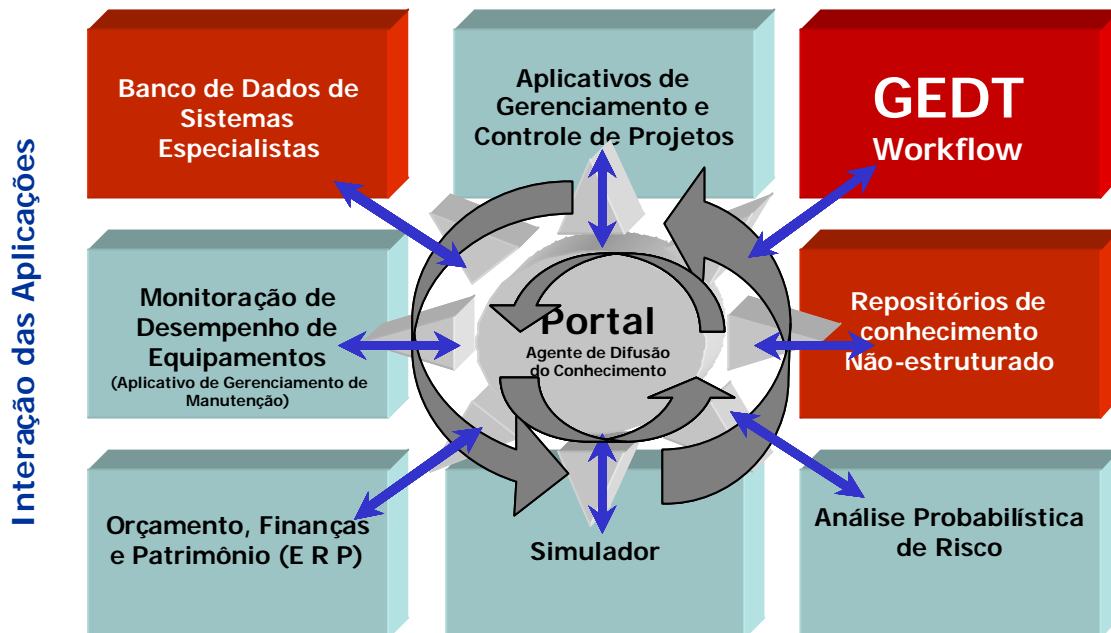 Interação das Aplicações
Banco de Dados de
Sistemas
Especialistas
Aplicativos de
Gerenciamento e
Controle de Projetos
GEDT
Workflow
Monitoração de
Desempenho de
Equipamentos
(Aplicativo de Gerenciamento de
Manutenção)
Portal
Agente de Difusão
do Conhecimento
Repositórios de
conhecimento
Não-estruturado
Orçamento, Finanças
e Patrimônio (E R P)
Simulador
Análise Probabilística
de Risco